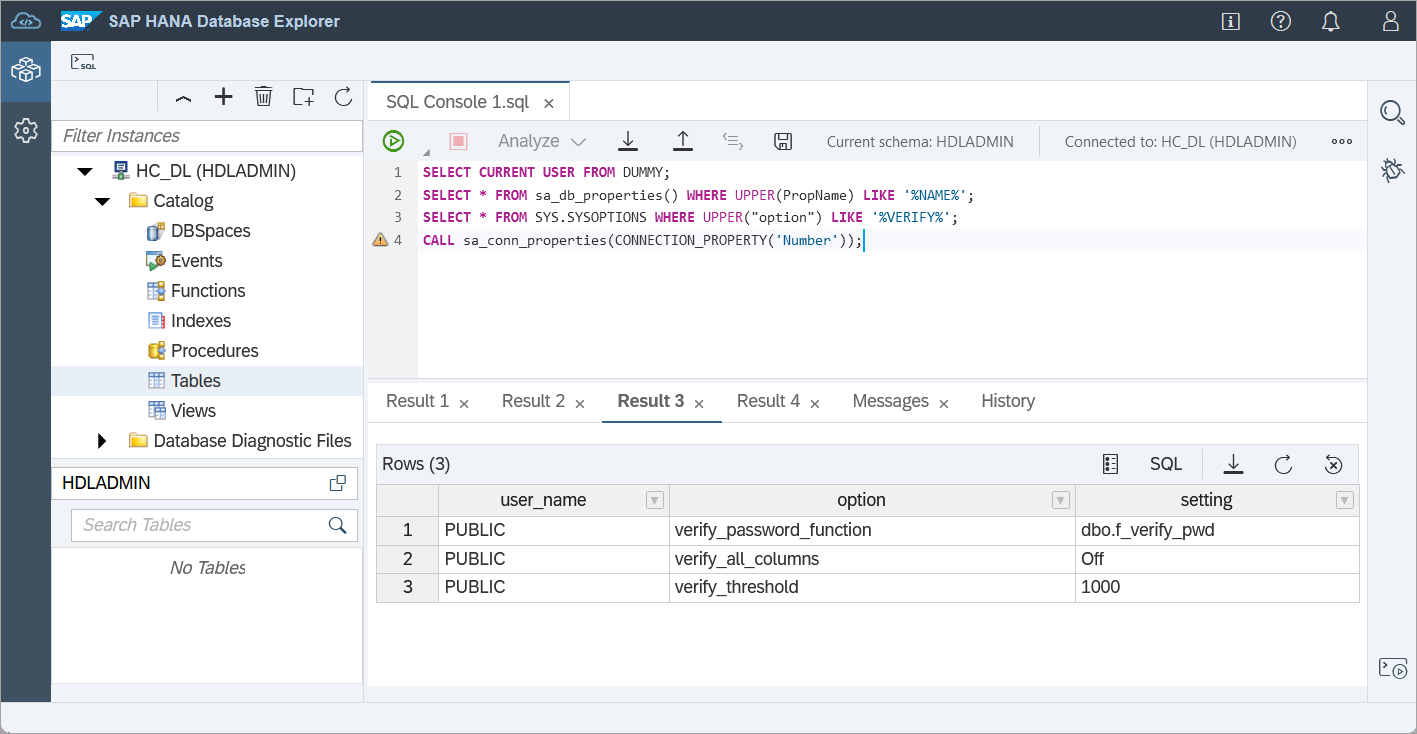 SAP SAP HANA Database Explorer
SQL
Filter Instances
HC_DL (HDLADMIN)
Catalog
DBSpaces
Events
Functions
Indexes
Procedures
Tables
Views
Database Diagnostic Files
HDLADMIN
Search Tables
No Tables
SQL Console 1.sql
Analyze
Current schema: HDLADMIN
Connected to: HC_DL (HDLADMIN)
1 SELECT CURRENT USER FROM DUMMY;
2 SELECT * FROM sa_db_properties() WHERE UPPER(PropName) LIKE '%NAME%';
3 SELECT * FROM SYS.SYSOPTIONS WHERE UPPER("option") LIKE '%VERIFY%';
4 CALL sa_conn_properties(CONNECTION_PROPERTY('Number'));
Result 1 Result 2 Result 3 Result 4 Messages History
Rows (3) SQL
user_name option setting
1 PUBLIC verify_password_function dbo.f_verify_pwd
2 PUBLIC verify_all_columns Off
3 PUBLIC verify_threshold 1000